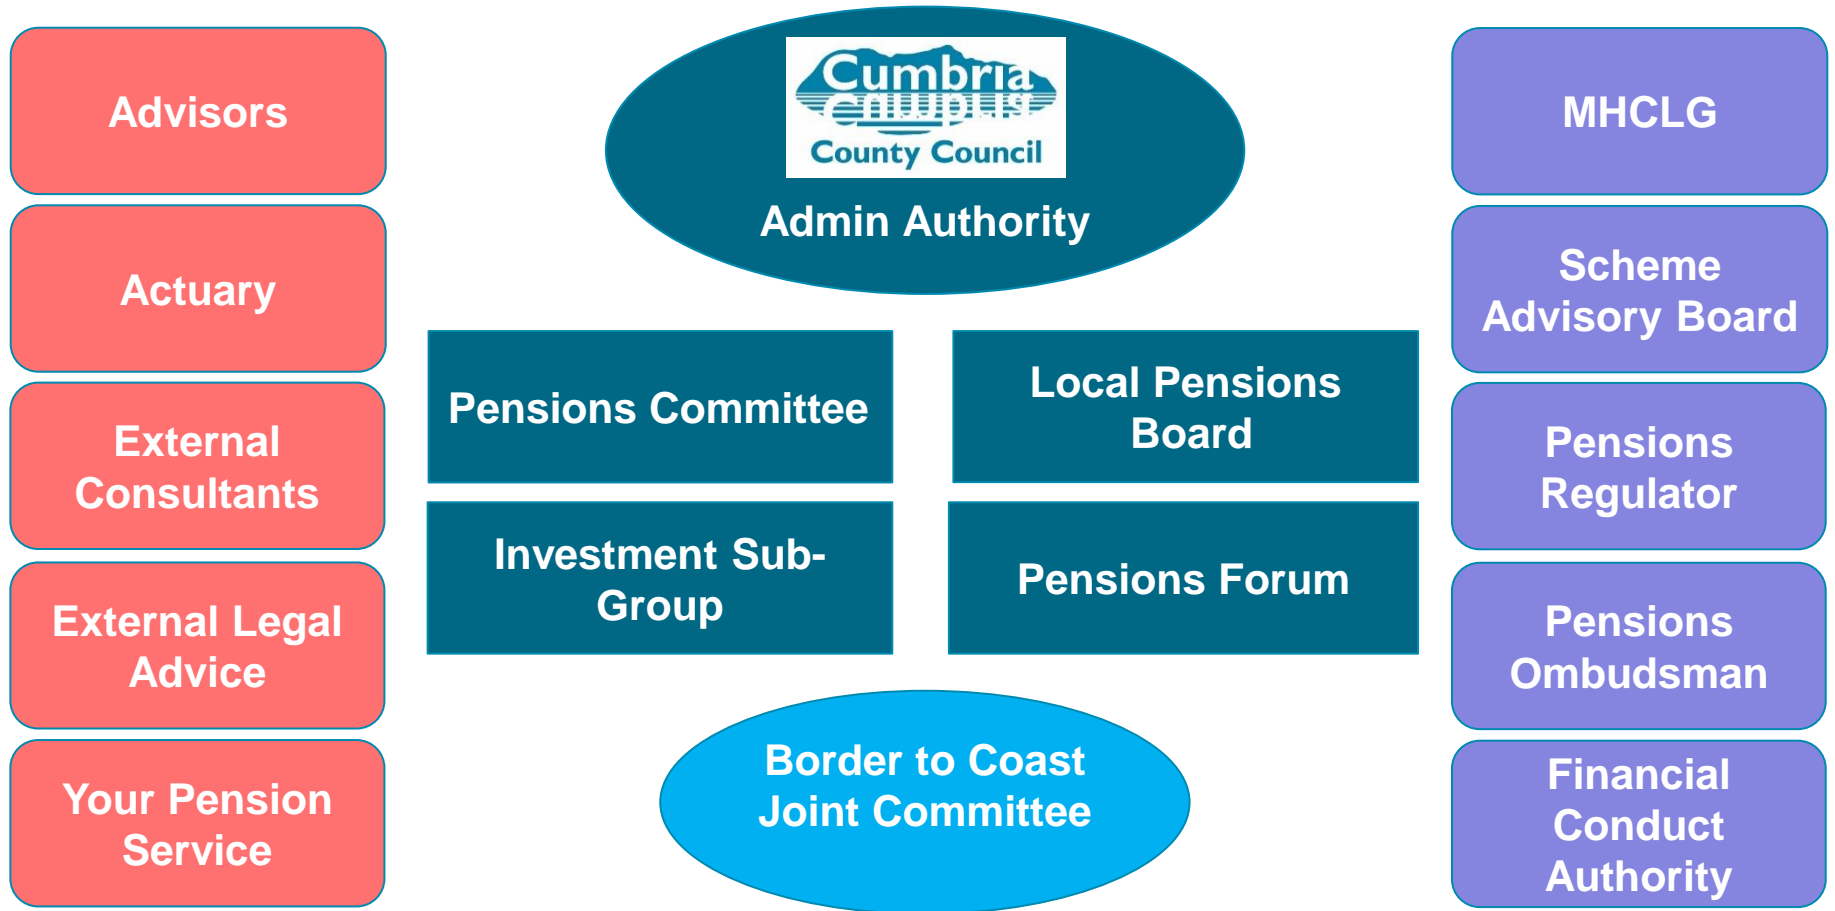 Advisors
Actuary
External
Consultants
External Legal
Advice
Your Pension
Service
Cumbria
County Council
Admin Authority
Pensions Committee
Local Pensions
Board
Investment Sub-
Group
Pensions Forum
Border to Coast
Joint Committee
MHCLG
Scheme
Advisory Board
Pensions
Regulator
Pensions
Ombudsman
Financial
Conduct
Authority